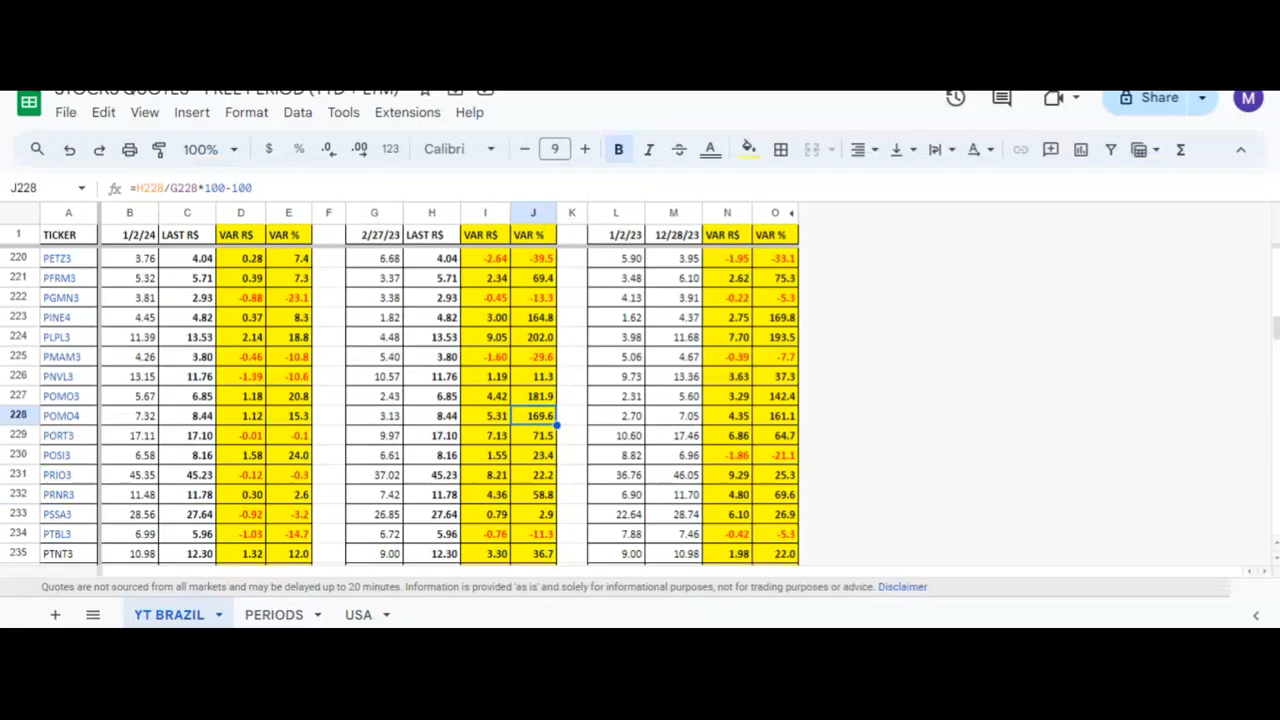 STOCKS QUOTES - FREE PERIOD (YTD + LTM)
File Edit View Insert Format Data Tools Extensions Help
Share M
100% $ % .0 .00 123 Calibri 9 B I A Σ
J228 fx =H228/G228*100-100
A B C D E F G H I J K L M N O
1 TICKER 1/2/24 LAST R$ VAR R$ VAR % 2/27/23 LAST R$ VAR R$ VAR % 1/2/23 12/28/23 VAR R$ VAR %
220 PETZ3 3.76 4.04 0.28 7.4 6.68 4.04 -2.64 -39.5 5.90 3.95 -1.95 -33.1
221 PFRM3 5.32 5.71 0.39 7.3 3.37 5.71 2.34 69.4 3.48 6.10 2.62 75.3
222 PGMN3 3.81 2.93 -0.88 -23.1 3.38 2.93 -0.45 -13.3 4.13 3.91 -0.22 -5.3
223 PINE4 4.45 4.82 0.37 8.3 1.82 4.82 3.00 164.8 1.62 4.37 2.75 169.8
224 PLPL3 11.39 13.53 2.14 18.8 4.48 13.53 9.05 202.0 3.98 11.68 7.70 193.5
225 PMAM3 4.26 3.80 -0.46 -10.8 5.40 3.80 -1.60 -29.6 5.06 4.67 -0.39 -7.7
226 PNVL3 13.15 11.76 -1.39 -10.6 10.57 11.76 1.19 11.3 9.73 13.36 3.63 37.3
227 POMO3 5.67 6.85 1.18 20.8 2.43 6.85 4.42 181.9 2.31 5.60 3.29 142.4
228 POMO4 7.32 8.44 1.12 15.3 3.13 8.44 5.31 169.6 2.70 7.05 4.35 161.1
229 PORT3 17.11 17.10 -0.01 -0.1 9.97 17.10 7.13 71.5 10.60 17.46 6.86 64.7
230 POSI3 6.58 8.16 1.58 24.0 6.61 8.16 1.55 23.4 8.82 6.96 -1.86 -21.1
231 PRIO3 45.35 45.23 -0.12 -0.3 37.02 45.23 8.21 22.2 36.76 46.05 9.29 25.3
232 PRNR3 11.48 11.78 0.30 2.6 7.42 11.78 4.36 58.8 6.90 11.70 4.80 69.6
233 PSSA3 28.56 27.64 -0.92 -3.2 26.85 27.64 0.79 2.9 22.64 28.74 6.10 26.9
234 PTBL3 6.99 5.96 -1.03 -14.7 6.72 5.96 -0.76 -11.3 7.88 7.46 -0.42 -5.3
235 PTNT3 10.98 12.30 1.32 12.0 9.00 12.30 3.30 36.7 9.00 10.98 1.98 22.0
Quotes are not sourced from all markets and may be delayed up to 20 minutes. Information is provided 'as is' and solely for informational purposes, not for trading purposes or advice. Disclaimer
YT BRAZIL PERIODS USA